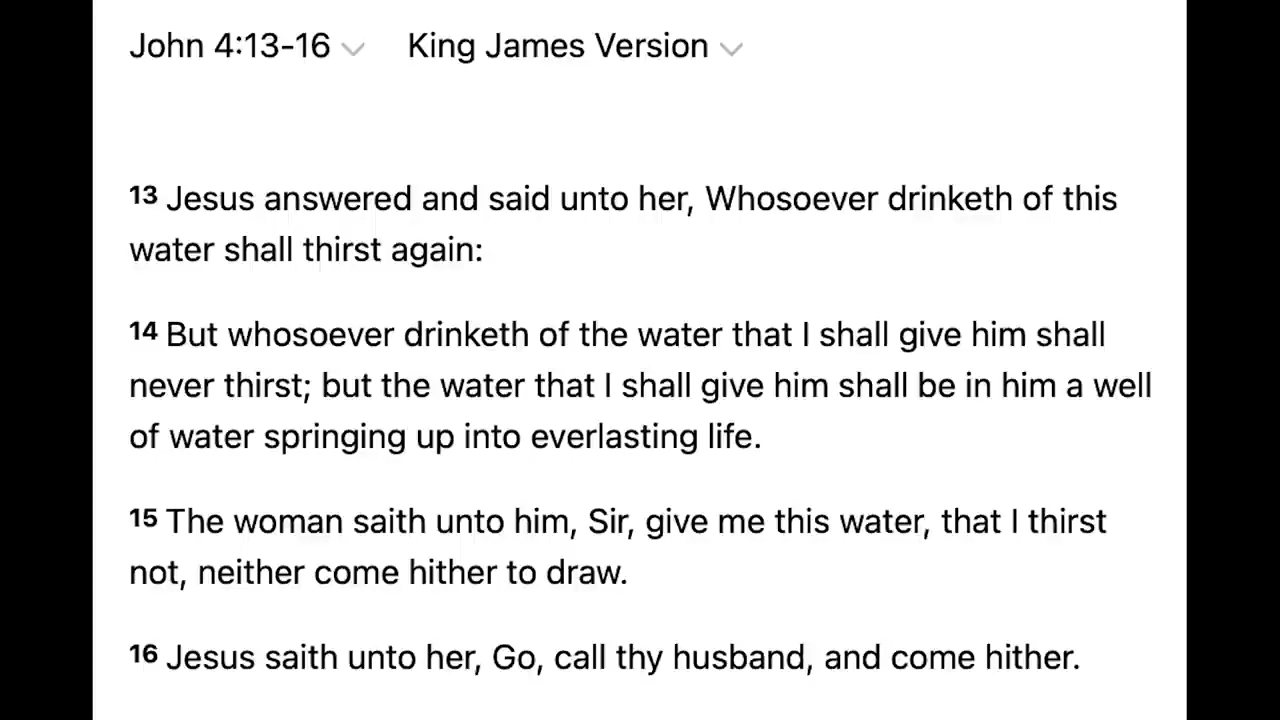 John 4:13-16 King James Version
13 Jesus answered and said unto her, Whosoever drinketh of this
water shall thirst again:
14 But whosoever drinketh of the water that I shall give him shall
never thirst; but the water that I shall give him shall be in him a well
of water springing up into everlasting life.
15 The woman saith unto him, Sir, give me this water, that I thirst
not, neither come hither to draw.
16 Jesus saith unto her, Go, call thy husband, and come hither.